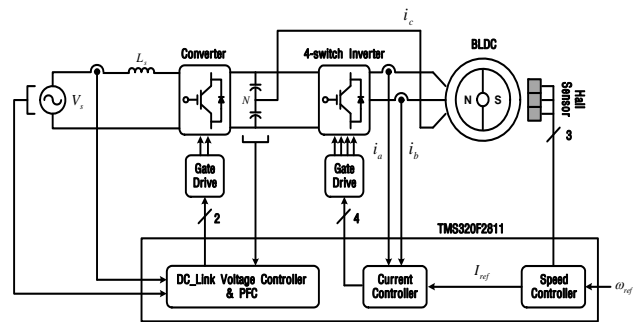 i_c
BLDC
Converter
4-switch Inverter
L_s
V_s
N
N S
Hall
Sensor
3
i_a
i_b
Gate
Drive
Gate
Drive
2
4
TMS320F2811
DC_Link Voltage Controller
& PFC
Current
Controller
I_ref
Speed
Controller
ω_ref